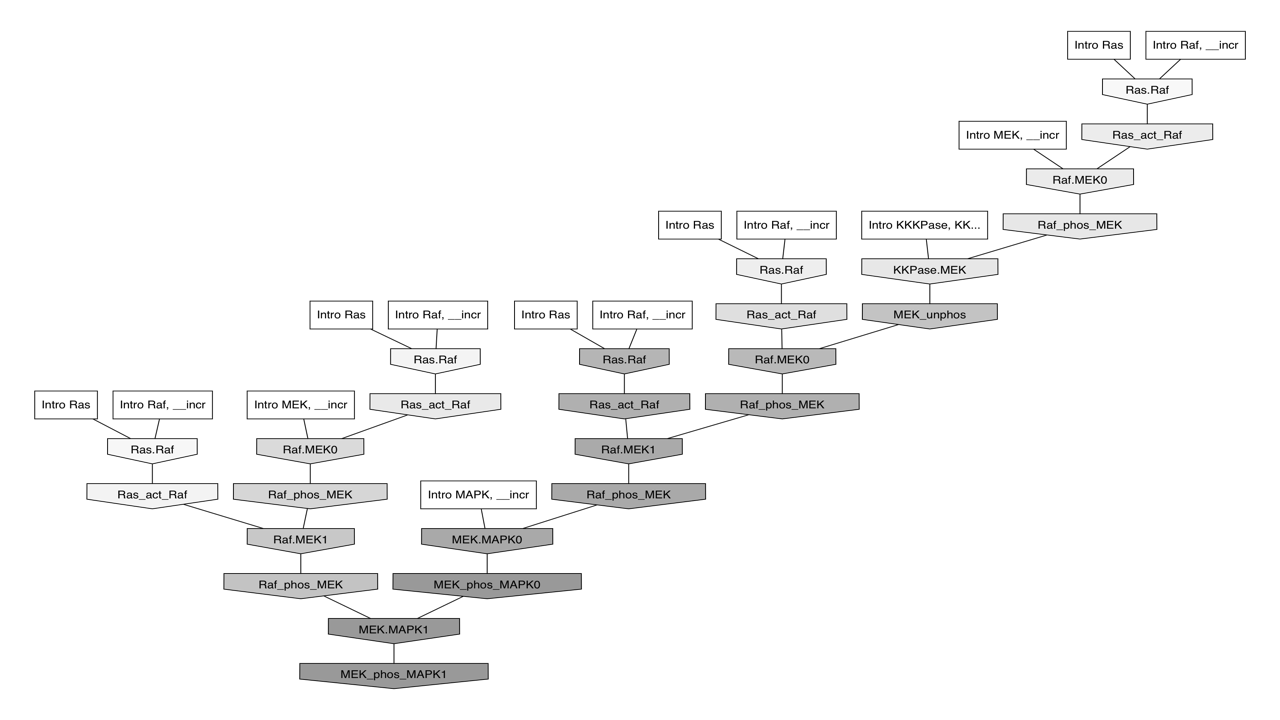 Intro Ras
Intro Raf, __incr
Ras.Raf
Intro MEK, __incr
Ras_act_Raf
Raf.MEK0
Intro Ras
Intro Raf, __incr
Intro KKKPase, KK...
Raf_phos_MEK
Ras.Raf
KKPase.MEK
Intro Ras
Intro Raf, __incr
Intro Ras
Intro Raf, __incr
Ras_act_Raf
MEK_unphos
Ras.Raf
Ras.Raf
Raf.MEK0
Intro Ras
Intro Raf, __incr
Intro MEK, __incr
Ras_act_Raf
Ras_act_Raf
Raf_phos_MEK
Ras.Raf
Raf.MEK0
Raf.MEK1
Ras_act_Raf
Raf_phos_MEK
Intro MAPK, __incr
Raf_phos_MEK
Raf.MEK1
MEK.MAPK0
Raf_phos_MEK
MEK_phos_MAPK0
MEK.MAPK1
MEK_phos_MAPK1